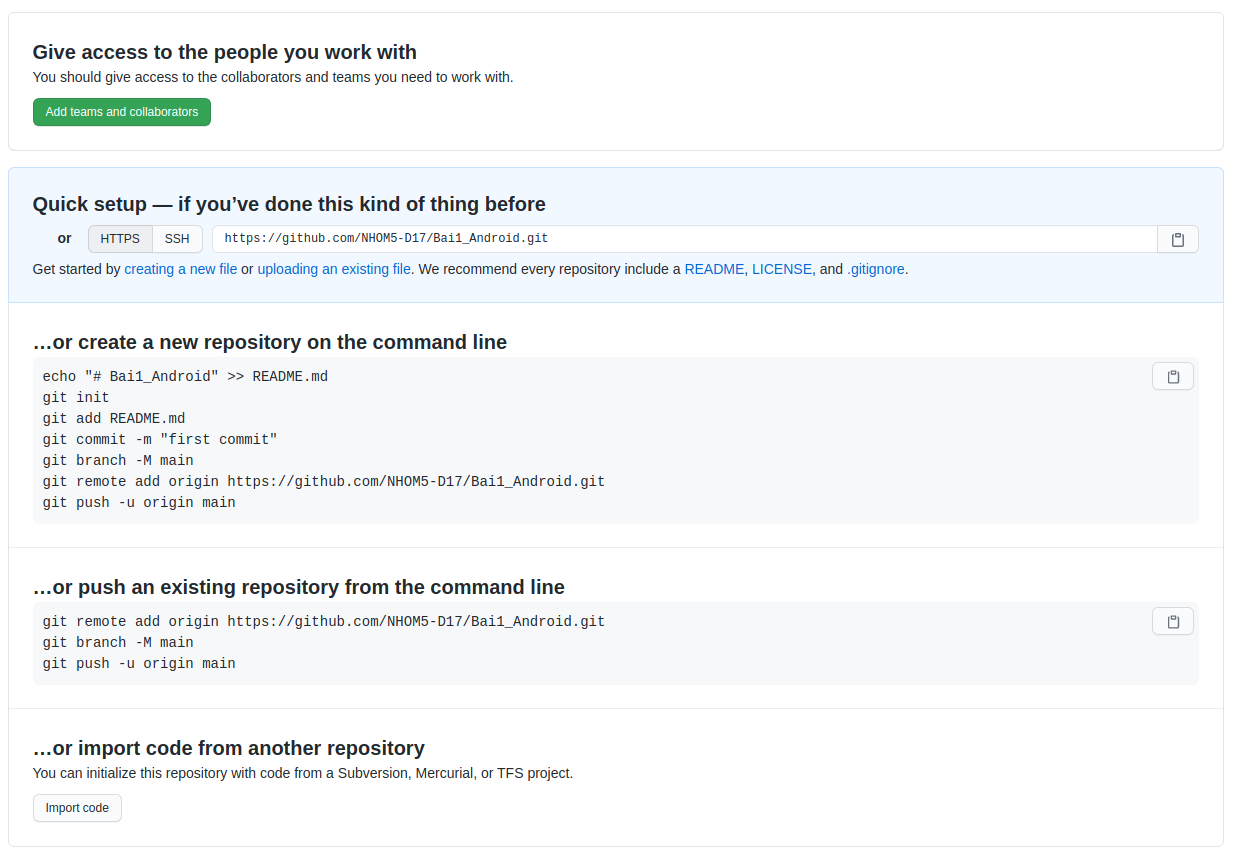 Give access to the people you work with
You should give access to the collaborators and teams you need to work with.
Add teams and collaborators
Quick setup — if you’ve done this kind of thing before
or HTTPS SSH https://github.com/NHOM5-D17/Bai1_Android.git
Get started by creating a new file or uploading an existing file. We recommend every repository include a README, LICENSE, and .gitignore.
…or create a new repository on the command line
echo "# Bai1_Android" >> README.md
git init
git add README.md
git commit -m "first commit"
git branch -M main
git remote add origin https://github.com/NHOM5-D17/Bai1_Android.git
git push -u origin main
…or push an existing repository from the command line
git remote add origin https://github.com/NHOM5-D17/Bai1_Android.git
git branch -M main
git push -u origin main
…or import code from another repository
You can initialize this repository with code from a Subversion, Mercurial, or TFS project.
Import code